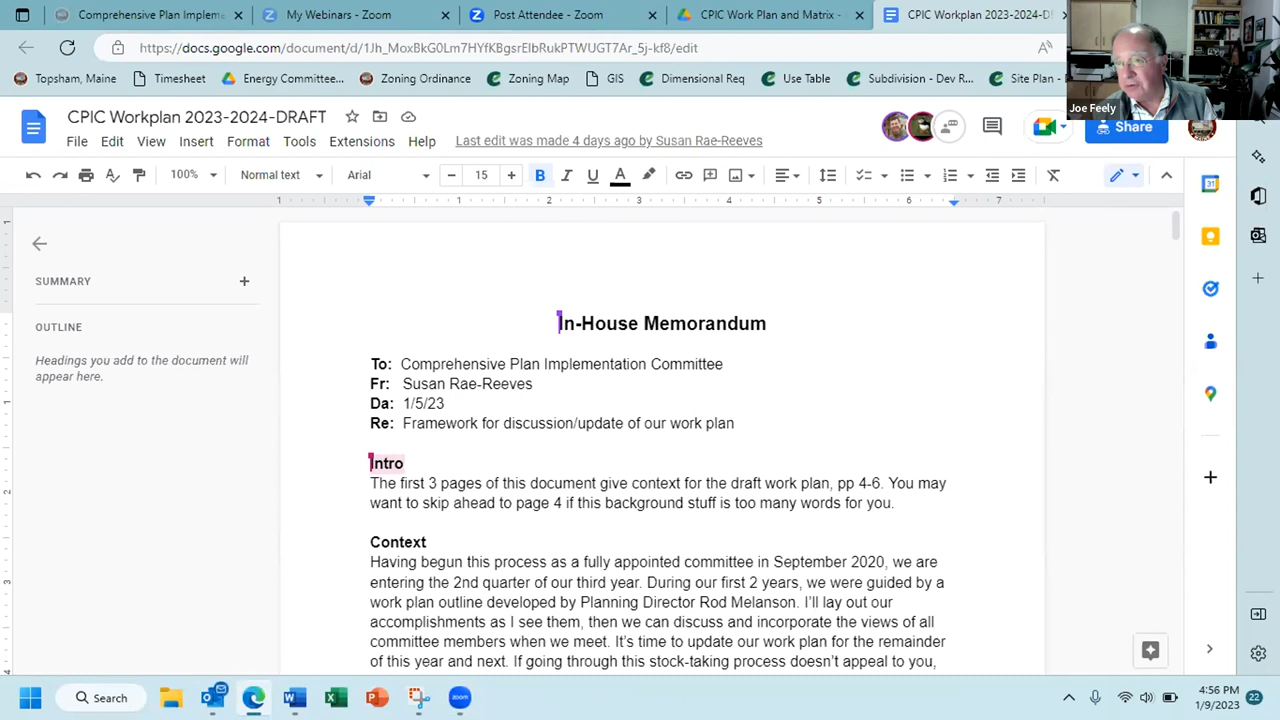 Comprehensive Plan Impleme
My Webinars - Zoom
Post Attendee - Zoom
CPIC Work Plan and Matrix -
CPIC Workplan 2023-2024-D
https://docs.google.com/document/d/1Jh_MoxBkG0Lm7HYfKBgsrElbRukPTWUGT7Ar_5j-kf8/edit
Topsham, Maine
Timesheet
Energy Committee...
Zoning Ordinance
Zoning Map
GIS
Dimensional Req
Use Table
Subdivision - Dev R...
Site Plan -
Joe Feely
CPIC Workplan 2023-2024-DRAFT
File Edit View Insert Format Tools Extensions Help
Last edit was made 4 days ago by Susan Rae-Reeves
Share
100%
Normal text
Arial
15
1 1 2 3 4 5 6 7
SUMMARY
OUTLINE
Headings you add to the document will
appear here.
In-House Memorandum
To: Comprehensive Plan Implementation Committee
Fr: Susan Rae-Reeves
Da: 1/5/23
Re: Framework for discussion/update of our work plan
Intro
The first 3 pages of this document give context for the draft work plan, pp 4-6. You may
want to skip ahead to page 4 if this background stuff is too many words for you.
Context
Having begun this process as a fully appointed committee in September 2020, we are
entering the 2nd quarter of our third year. During our first 2 years, we were guided by a
work plan outline developed by Planning Director Rod Melanson. I'll lay out our
accomplishments as I see them, then we can discuss and incorporate the views of all
committee members when we meet. It's time to update our work plan for the remainder
of this year and next. If going through this stock-taking process doesn't appeal to you,
Search
zoom
4:56 PM
1/9/2023
22